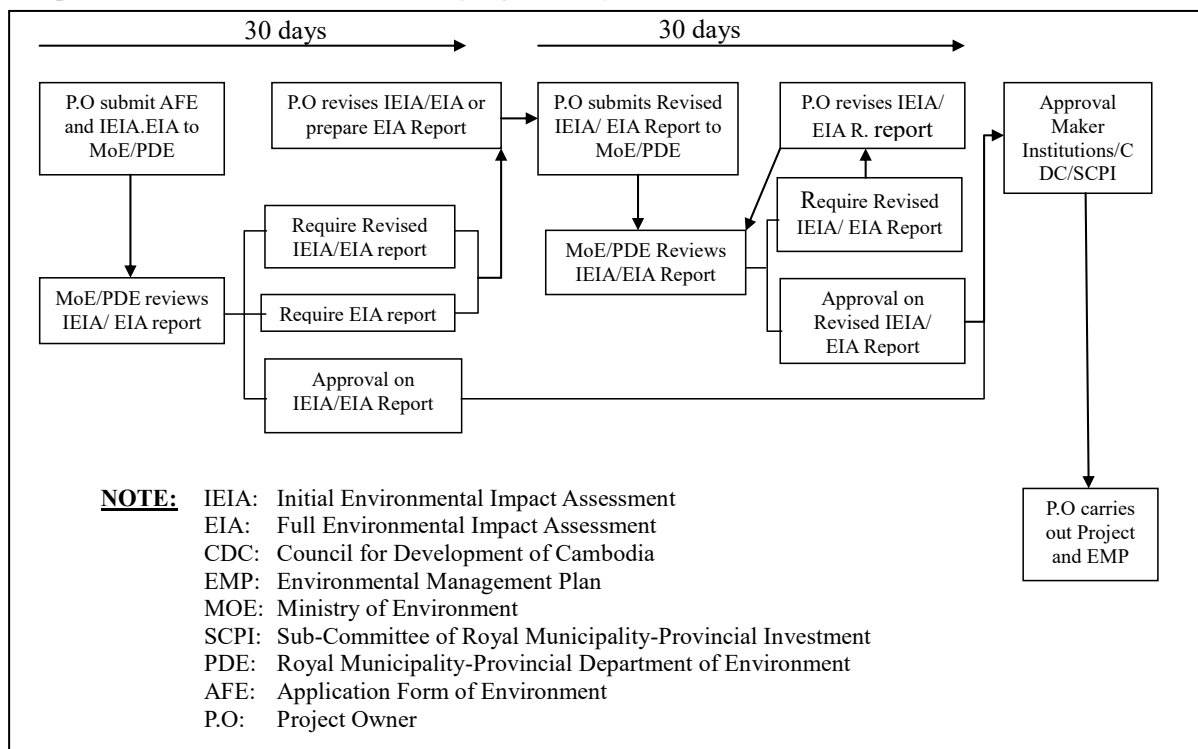 30 days
30 days
P.O submit AFE
and IEIA.EIA to
MoE/PDE
P.O revises IEIA/EIA or
prepare EIA Report
P.O submits Revised
IEIA/ EIA Report to
MoE/PDE
P.O revises IEIA/
EIA R. report
Approval
Maker
Institutions/C
DC/SCPI
Require Revised
IEIA/EIA report
Require Revised
IEIA/ EIA Report
MoE/PDE reviews
IEIA/ EIA report
Require EIA report
MoE/PDE Reviews
IEIA/EIA Report
Approval on
Revised IEIA/
EIA Report
Approval on
IEIA/EIA Report
P.O carries
out Project
and EMP
NOTE: IEIA: Initial Environmental Impact Assessment
EIA: Full Environmental Impact Assessment
CDC: Council for Development of Cambodia
EMP: Environmental Management Plan
MOE: Ministry of Environment
SCPI: Sub-Committee of Royal Municipality-Provincial Investment
PDE: Royal Municipality-Provincial Department of Environment
AFE: Application Form of Environment
P.O: Project Owner